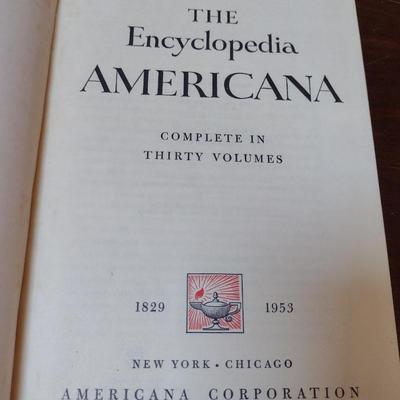 THE
Encyclopedia
AMERICANA
COMPLETE IN
THIRTY VOLUMES
1829 1953
NEW YORK • CHICAGO
AMERICANA CORPORATION